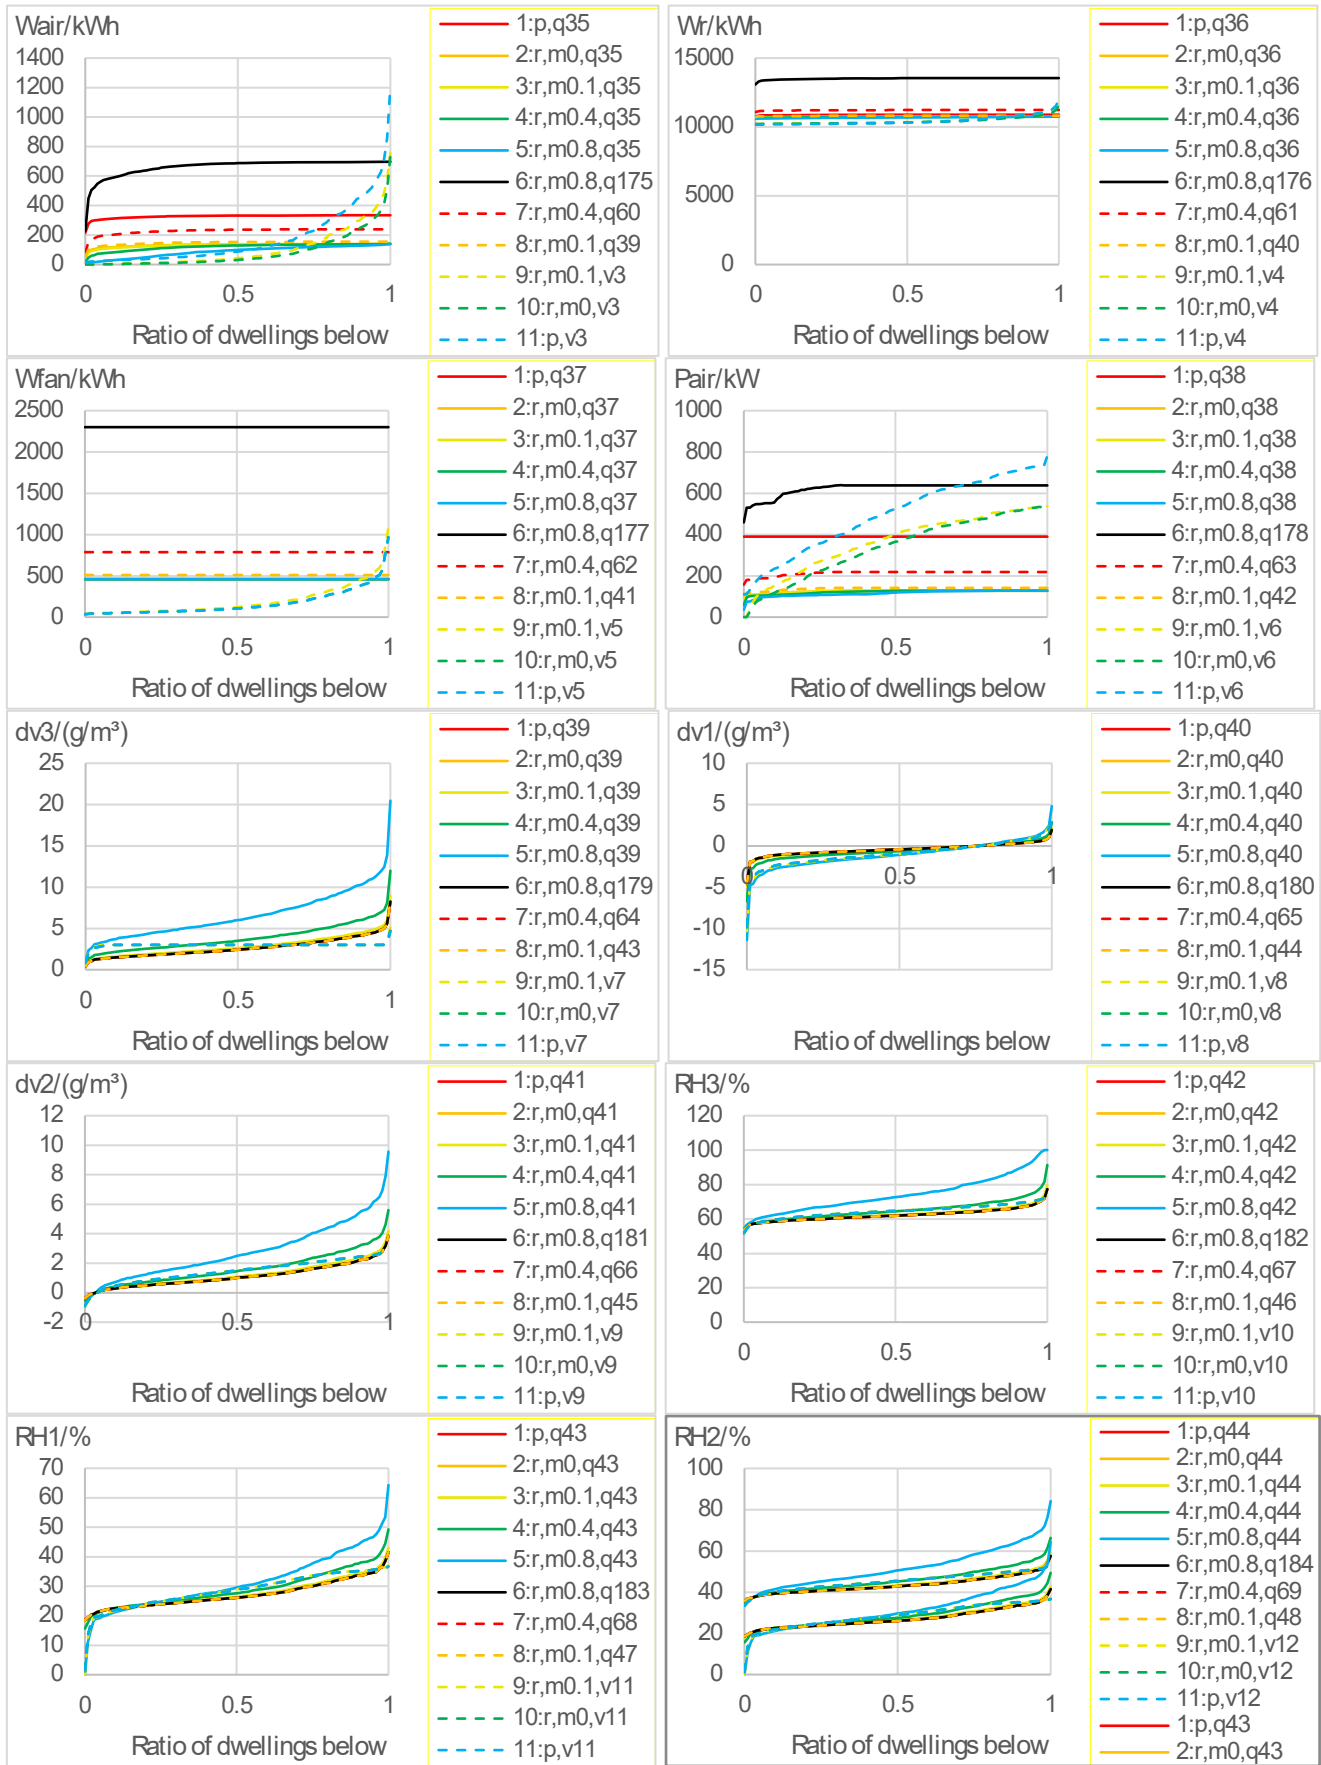 Wair/kWh
1400
1200
1000
800
600
400
200
0
0 0.5 1
Ratio of dwellings below
1:p,q35
2:r,m0,q35
3:r,m0.1,q35
4:r,m0.4,q35
5:r,m0.8,q35
6:r,m0.8,q175
7:r,m0.4,q60
8:r,m0.1,q39
9:r,m0.1,v3
10:r,m0,v3
11:p,v3
Wr/kWh
15000
10000
5000
0
0 0.5 1
Ratio of dwellings below
1:p,q36
2:r,m0,q36
3:r,m0.1,q36
4:r,m0.4,q36
5:r,m0.8,q36
6:r,m0.8,q176
7:r,m0.4,q61
8:r,m0.1,q40
9:r,m0.1,v4
10:r,m0,v4
11:p,v4
Wfan/kWh
2500
2000
1500
1000
500
0
0 0.5 1
Ratio of dwellings below
1:p,q37
2:r,m0,q37
3:r,m0.1,q37
4:r,m0.4,q37
5:r,m0.8,q37
6:r,m0.8,q177
7:r,m0.4,q62
8:r,m0.1,q41
9:r,m0.1,v5
10:r,m0,v5
11:p,v5
Pair/kW
1000
800
600
400
200
0
0 0.5 1
Ratio of dwellings below
1:p,q38
2:r,m0,q38
3:r,m0.1,q38
4:r,m0.4,q38
5:r,m0.8,q38
6:r,m0.8,q178
7:r,m0.4,q63
8:r,m0.1,q42
9:r,m0.1,v6
10:r,m0,v6
11:p,v6
dv3/(g/m³)
25
20
15
10
5
0
0 0.5 1
Ratio of dwellings below
1:p,q39
2:r,m0,q39
3:r,m0.1,q39
4:r,m0.4,q39
5:r,m0.8,q39
6:r,m0.8,q179
7:r,m0.4,q64
8:r,m0.1,q43
9:r,m0.1,v7
10:r,m0,v7
11:p,v7
dv1/(g/m³)
10
5
0
-5
-10
-15
0 0.5 1
Ratio of dwellings below
1:p,q40
2:r,m0,q40
3:r,m0.1,q40
4:r,m0.4,q40
5:r,m0.8,q40
6:r,m0.8,q180
7:r,m0.4,q65
8:r,m0.1,q44
9:r,m0.1,v8
10:r,m0,v8
11:p,v8
dv2/(g/m³)
12
10
8
6
4
2
0
-2
0 0.5 1
Ratio of dwellings below
1:p,q41
2:r,m0,q41
3:r,m0.1,q41
4:r,m0.4,q41
5:r,m0.8,q41
6:r,m0.8,q181
7:r,m0.4,q66
8:r,m0.1,q45
9:r,m0.1,v9
10:r,m0,v9
11:p,v9
RH3/%
120
100
80
60
40
20
0
0 0.5 1
Ratio of dwellings below
1:p,q42
2:r,m0,q42
3:r,m0.1,q42
4:r,m0.4,q42
5:r,m0.8,q42
6:r,m0.8,q182
7:r,m0.4,q67
8:r,m0.1,q46
9:r,m0.1,v10
10:r,m0,v10
11:p,v10
RH1/%
70
60
50
40
30
20
10
0
0 0.5 1
Ratio of dwellings below
1:p,q43
2:r,m0,q43
3:r,m0.1,q43
4:r,m0.4,q43
5:r,m0.8,q43
6:r,m0.8,q183
7:r,m0.4,q68
8:r,m0.1,q47
9:r,m0.1,v11
10:r,m0,v11
11:p,v11
RH2/%
100
80
60
40
20
0
0 0.5 1
Ratio of dwellings below
1:p,q44
2:r,m0,q44
3:r,m0.1,q44
4:r,m0.4,q44
5:r,m0.8,q44
6:r,m0.8,q184
7:r,m0.4,q69
8:r,m0.1,q48
9:r,m0.1,v12
10:r,m0,v12
11:p,v12
1:p,q43
2:r,m0,q43